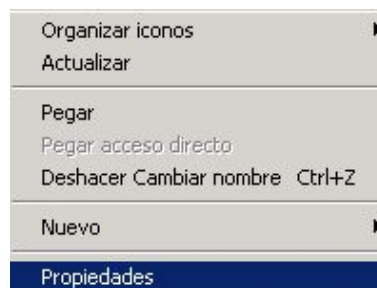 Organizar iconos
Actualizar
Pegar
Pegar acceso directo
Deshacer Cambiar nombre Ctrl+Z
Nuevo
Propiedades